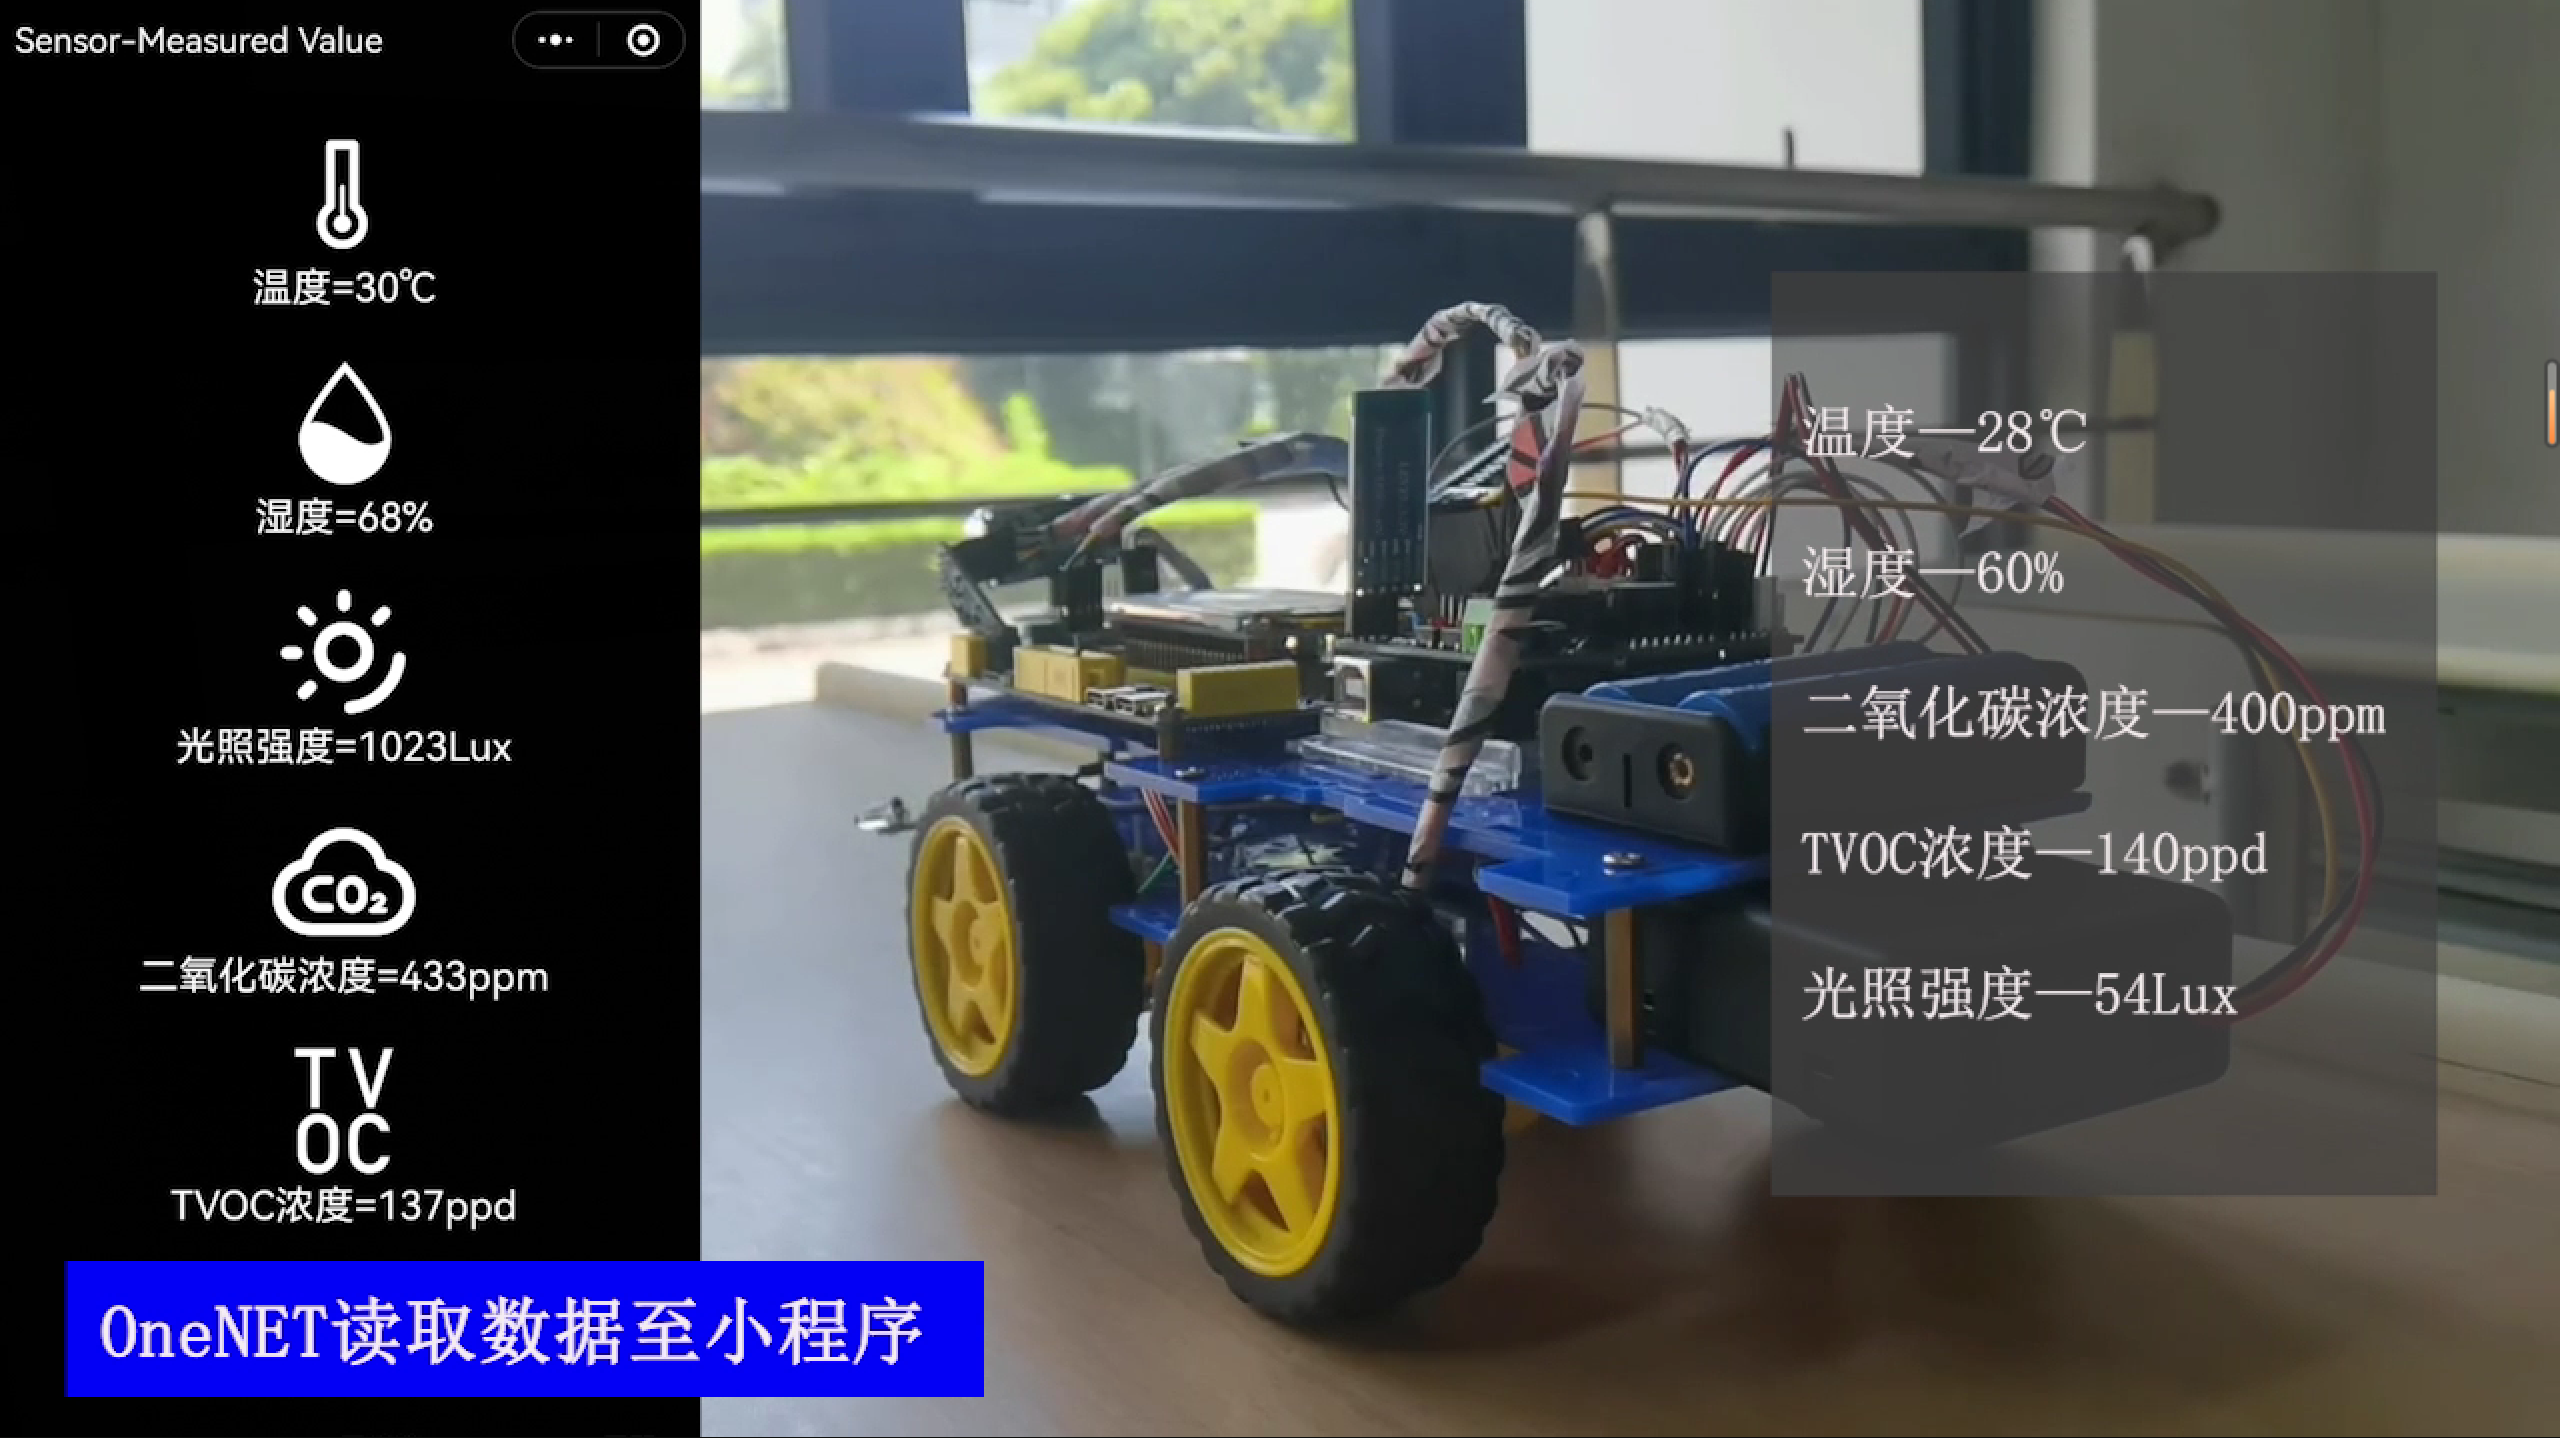 Sensor-Measured Value
温度=30℃
湿度=68%
光照强度=1023Lux
CO₂
二氧化碳浓度=433ppm
TV
OC
TVOC浓度=137ppd
OneNET读取数据至小程序
温度—28℃
湿度—60%
二氧化碳浓度—400ppm
TVOC浓度—140ppd
光照强度—54Lux